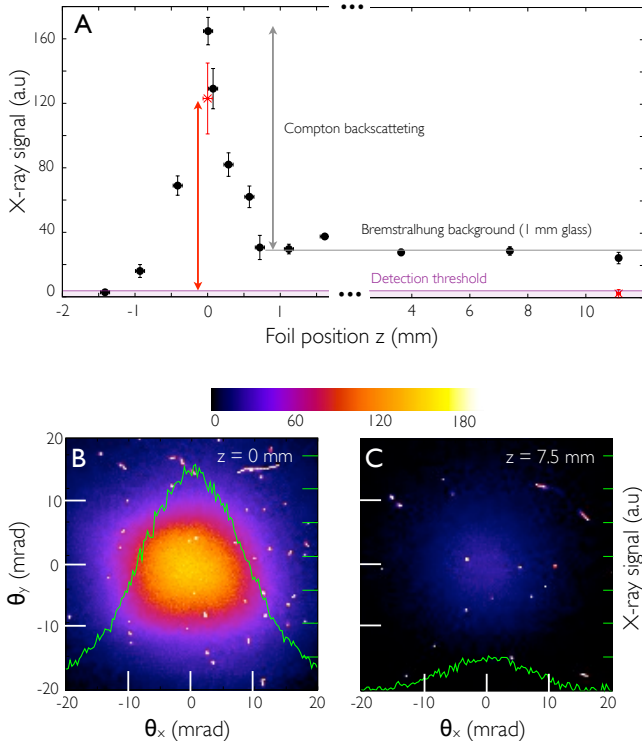 A
X-ray signal (a.u)
160
120
80
40
0
Compton backscatteting
Bremstralhung background (1 mm glass)
Detection threshold
-2 -1 0 1 2 4 6 8 10 12
Foil position z (mm)
0 60 120 180
B
z = 0 mm
θy (mrad)
20
10
0
-10
-20
-20 -10 0 10 20
θx (mrad)
C
z = 7.5 mm
X-ray signal (a.u)
-20 -10 0 10 20
θx (mrad)